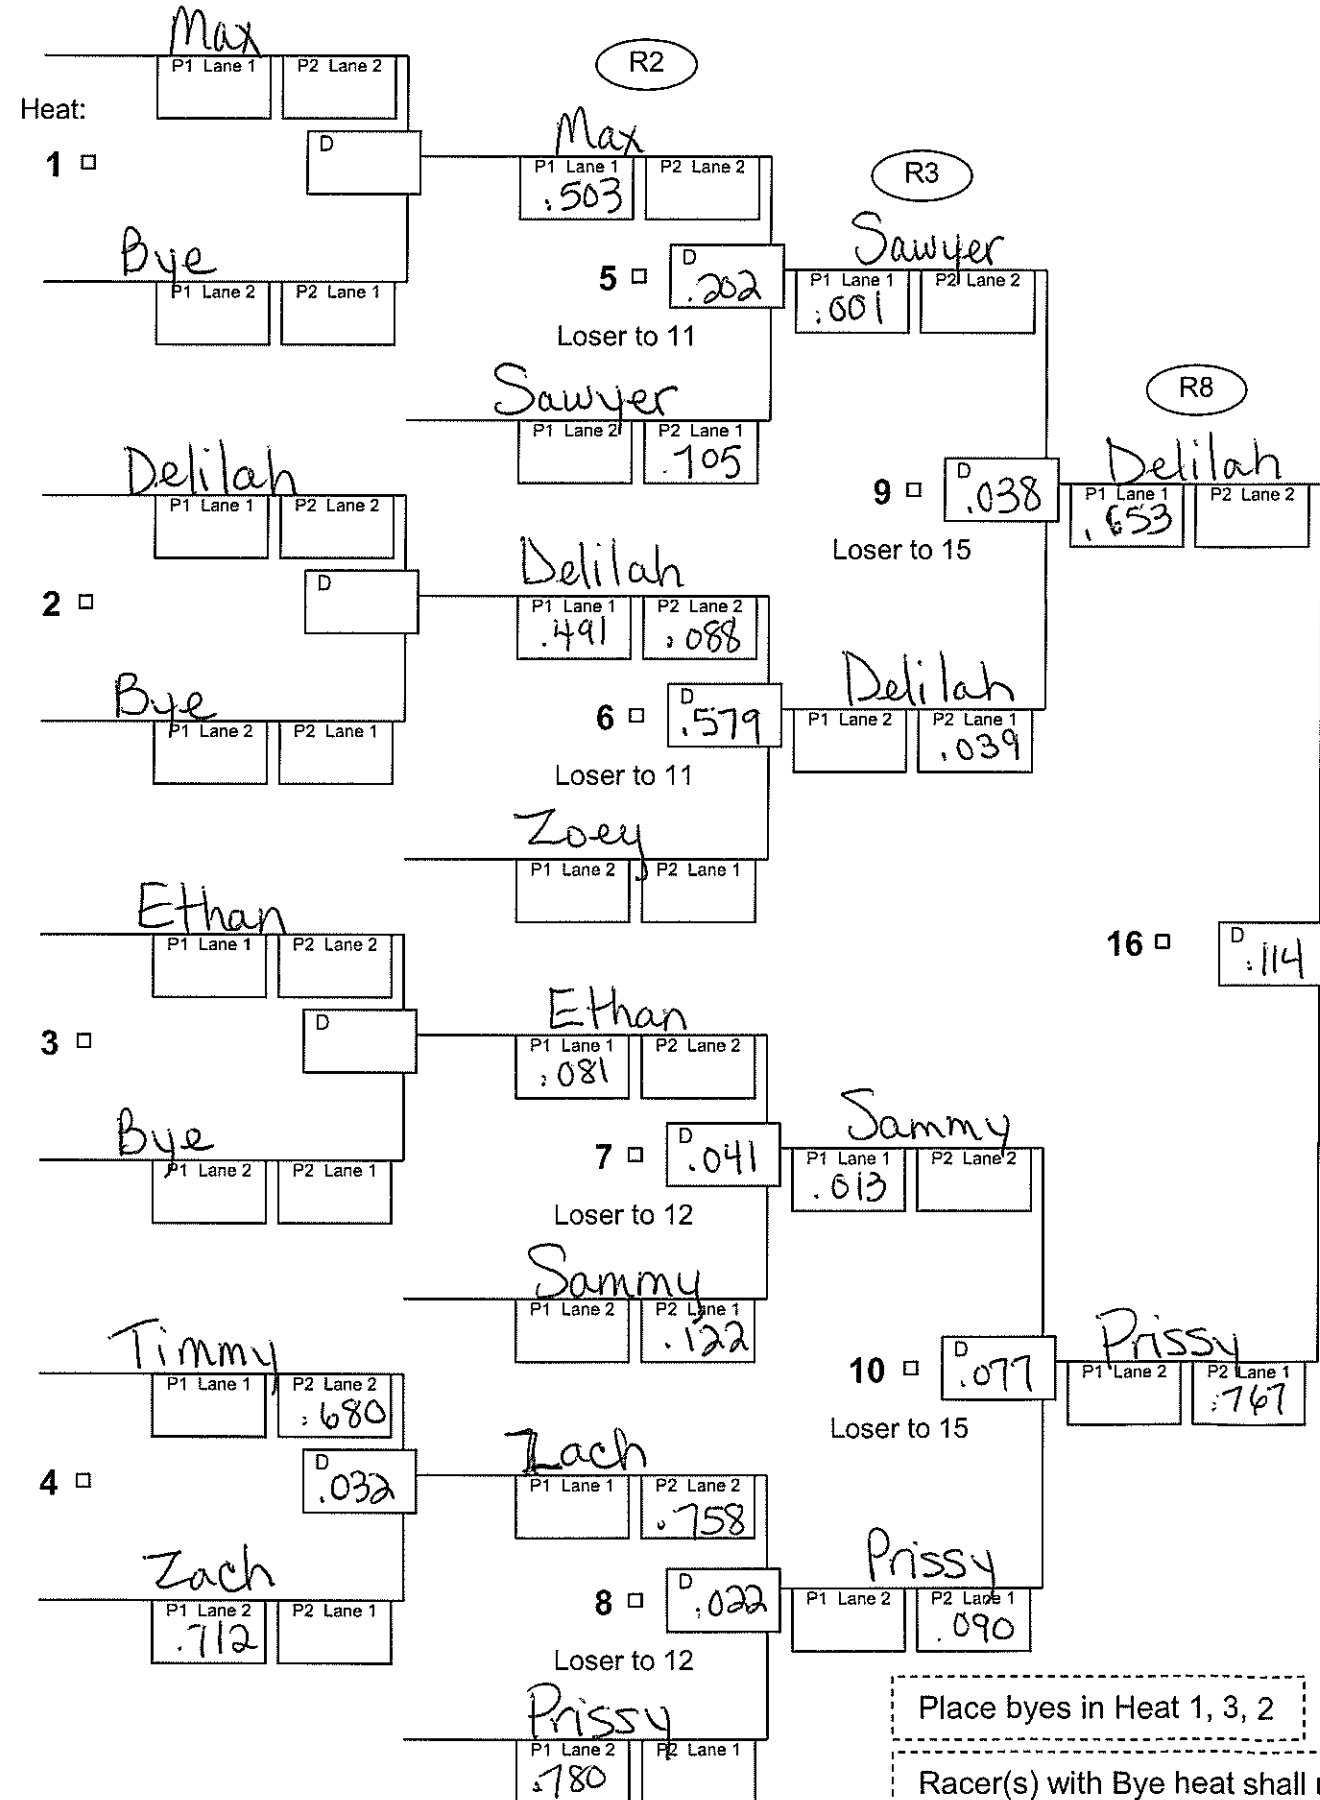 Max
P1 Lane 1 P2 Lane 2
R2
Heat:
1
D
Max
P1 Lane 1 P2 Lane 2
.503
R3
Bye
P1 Lane 2 P2 Lane 1
5
D
.202
Loser to 11
Sawyer
P1 Lane 1 P2 Lane 2
.001
Sawyer
P1 Lane 2 P2 Lane 1
.705
R8
Delilah
P1 Lane 1 P2 Lane 2
2
D
9
D
.038
Loser to 15
Delilah
P1 Lane 1 P2 Lane 2
.653
Delilah
P1 Lane 1 P2 Lane 2
.491 .088
Bye
P1 Lane 2 P2 Lane 1
6
D
.579
Loser to 11
Delilah
P1 Lane 2 P2 Lane 1
.039
Zoey
P1 Lane 2 P2 Lane 1
Ethan
P1 Lane 1 P2 Lane 2
16
D
.114
3
D
Ethan
P1 Lane 1 P2 Lane 2
.081
Bye
P1 Lane 2 P2 Lane 1
7
D
.041
Loser to 12
Sammy
P1 Lane 1 P2 Lane 2
.013
Sammy
P1 Lane 2 P2 Lane 1
.122
Timmy
P1 Lane 1 P2 Lane 2
.680
10
D
.077
Loser to 15
Prissy
P1 Lane 2 P2 Lane 1
.767
4
D
.032
Zach
P1 Lane 1 P2 Lane 2
.758
Zach
P1 Lane 2 P2 Lane 1
.712
8
D
.022
Loser to 12
Prissy
P1 Lane 2 P2 Lane 1
.090
Prissy
P1 Lane 2 P2 Lane 1
.780
Place byes in Heat 1, 3, 2
Racer(s) with Bye heat shall